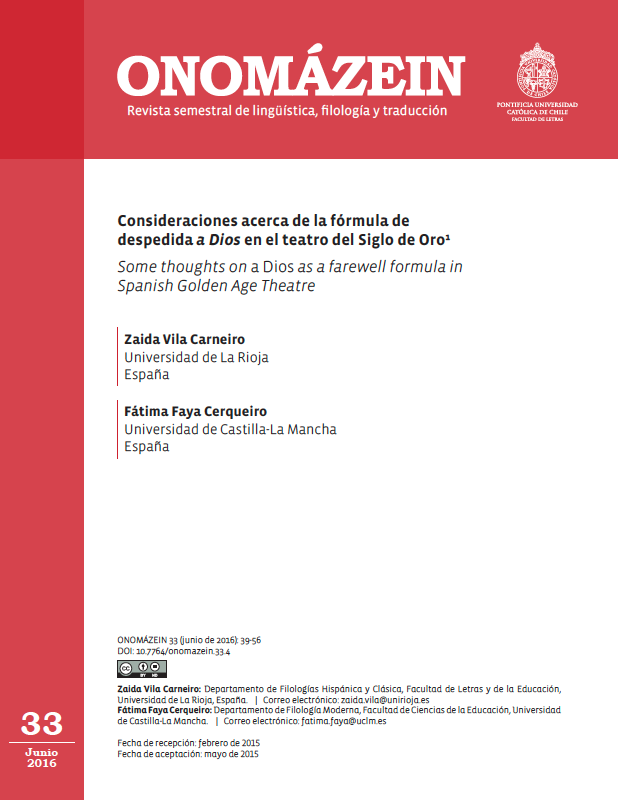 ONOMÁZEIN
Revista semestral de lingüística, filología y traducción
PONTIFICIA UNIVERSIDAD
CATÓLICA DE CHILE
FACULTAD DE LETRAS
Consideraciones acerca de la fórmula de
despedida a Dios en el teatro del Siglo de Oro¹
Some thoughts on a Dios as a farewell formula in
Spanish Golden Age Theatre
Zaida Vila Carneiro
Universidad de La Rioja
España
Fátima Faya Cerqueiro
Universidad de Castilla-La Mancha
España
ONOMÁZEIN 33 (junio de 2016): 39-56
DOI: 10.7764/onomazein.33.4
cc BY ND
Zaida Vila Carneiro: Departamento de Filologías Hispánica y Clásica, Facultad de Letras y de la Educación,
Universidad de La Rioja, España. | Correo electrónico: zaida.vila@unirioja.es
Fátima Faya Cerqueiro: Departamento de Filología Moderna, Facultad de Ciencias de la Educación, Universidad
de Castilla-La Mancha. | Correo electrónico: fatima.faya@uclm.es
Fecha de recepción: febrero de 2015
Fecha de aceptación: mayo de 2015
33
Junio
2016